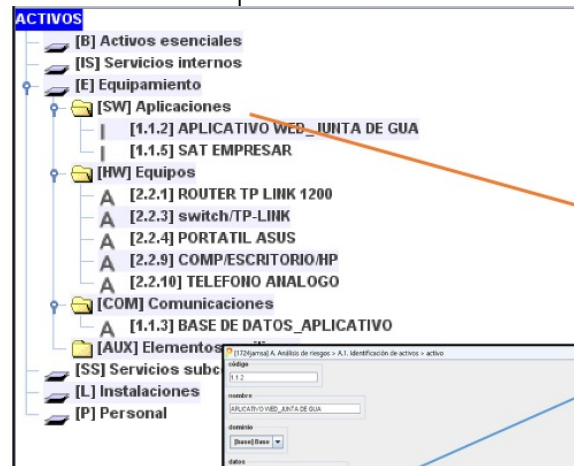 ACTIVOS
[B] Activos esenciales
[IS] Servicios internos
[E] Equipamiento
[SW] Aplicaciones
[1.1.2] APLICATIVO WEB_JUNTA DE GUA
[1.1.5] SAT EMPRESAR
[HW] Equipos
[2.2.1] ROUTER TP LINK 1200
[2.2.3] switch/TP-LINK
[2.2.4] PORTATIL ASUS
[2.2.9] COMP/ESCRITORIO/HP
[2.2.10] TELEFONO ANALOGO
[COM] Comunicaciones
[1.1.3] BASE DE DATOS_APLICATIVO
[AUX] Elementos
[SS] Servicios subc
[L] Instalaciones
[P] Personal
[1724jamsa] A. Análisis de riesgos > A.1. Identificación de activos > activo
código
1.1.2
nombre
APLICATIVO WEB_JUNTA DE GUA
dominio
[base] Base
datos